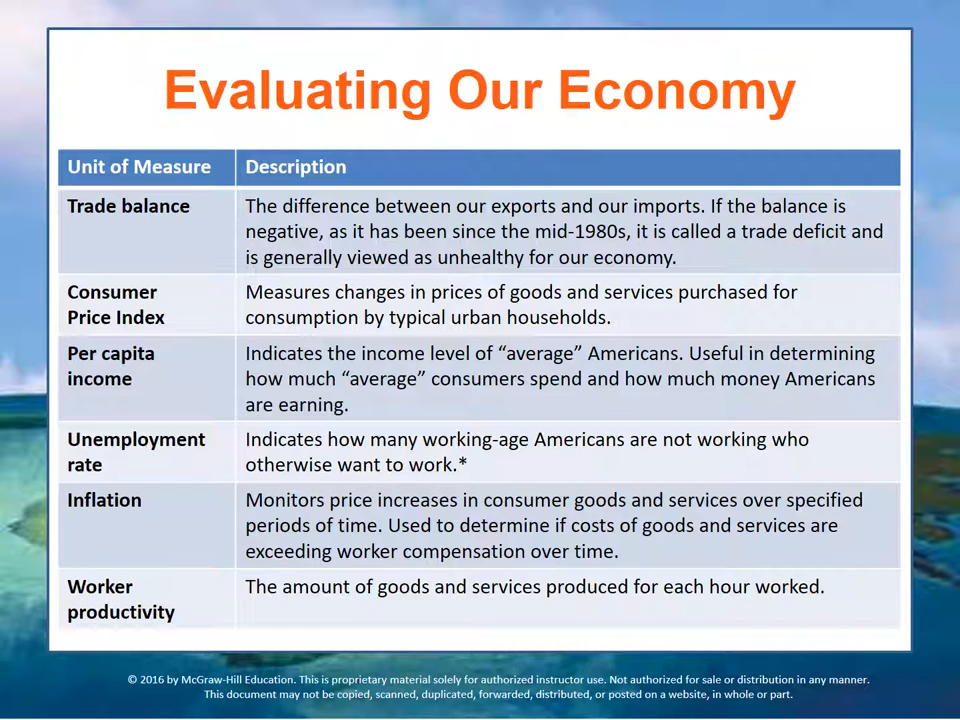 Evaluating Our Economy
Unit of Measure
Description
Trade balance
The difference between our exports and our imports. If the balance is
negative, as it has been since the mid-1980s, it is called a trade deficit and
is generally viewed as unhealthy for our economy.
Consumer
Price Index
Measures changes in prices of goods and services purchased for
consumption by typical urban households.
Per capita
income
Indicates the income level of “average” Americans. Useful in determining
how much “average” consumers spend and how much money Americans
are earning.
Unemployment
rate
Indicates how many working-age Americans are not working who
otherwise want to work.*
Inflation
Monitors price increases in consumer goods and services over specified
periods of time. Used to determine if costs of goods and services are
exceeding worker compensation over time.
Worker
productivity
The amount of goods and services produced for each hour worked.
© 2016 by McGraw-Hill Education. This is proprietary material solely for authorized instructor use. Not authorized for sale or distribution in any manner.
This document may not be copied, scanned, duplicated, forwarded, distributed, or posted on a website, in whole or part.